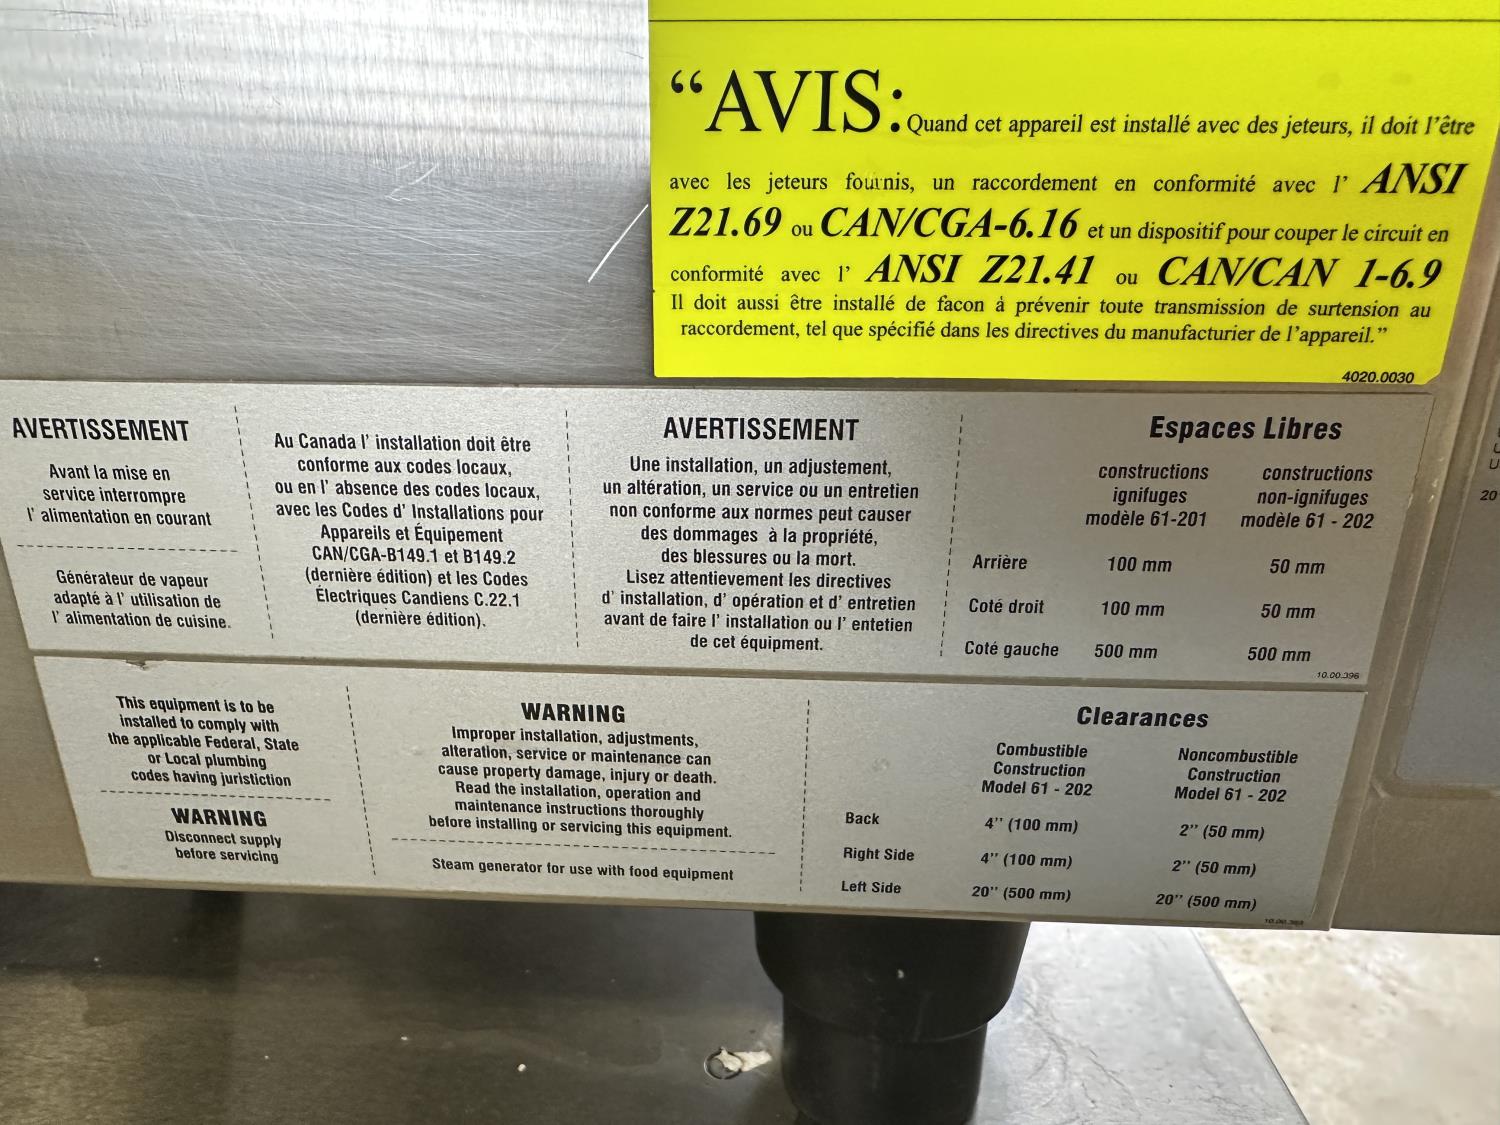 “AVIS: Quand cet appareil est installé avec des jeteurs, il doit l’être
avec les jeteurs fournis, un raccordement en conformité avec l’ ANSI
Z21.69 ou CAN/CGA-6.16 et un dispositif pour couper le circuit en
conformité avec l’ ANSI Z21.41 ou CAN/CAN 1-6.9
Il doit aussi être installé de facon à prévenir toute transmission de surtension au
raccordement, tel que spécifié dans les directives du manufacturier de l’appareil.”
4020.0030
AVERTISSEMENT
Avant la mise en
service interrompre
l’ alimentation en courant
Générateur de vapeur
adapté à l’ utilisation de
l’ alimentation de cuisine.
Au Canada l’ installation doit être
conforme aux codes locaux,
ou en l’ absence des codes locaux,
avec les Codes d’ Installations pour
Appareils et Équipement
CAN/CGA-B149.1 et B149.2
(dernière édition) et les Codes
Électriques Candiens C.22.1
(dernière édition).
AVERTISSEMENT
Une installation, un adjustement,
un altération, un service ou un entretien
non conforme aux normes peut causer
des dommages à la propriété,
des blessures ou la mort.
Lisez attentievement les directives
d’ installation, d’ opération et d’ entretien
avant de faire l’ installation ou l’ entetien
de cet équipment.
Espaces Libres
constructions constructions
ignifuges non-ignifuges
modèle 61-201 modèle 61 - 202
Arrière 100 mm 50 mm
Coté droit 100 mm 50 mm
Coté gauche 500 mm 500 mm
10.00.396
This equipment is to be
installed to comply with
the applicable Federal, State
or Local plumbing
codes having juristiction
WARNING
Disconnect supply
before servicing
WARNING
Improper installation, adjustments,
alteration, service or maintenance can
cause property damage, injury or death.
Read the installation, operation and
maintenance instructions thoroughly
before installing or servicing this equipment.
Steam generator for use with food equipment
Clearances
Combustible Noncombustible
Construction Construction
Model 61 - 202 Model 61 - 202
Back 4’’ (100 mm) 2’’ (50 mm)
Right Side 4’’ (100 mm) 2’’ (50 mm)
Left Side 20’’ (500 mm) 20’’ (500 mm)
20